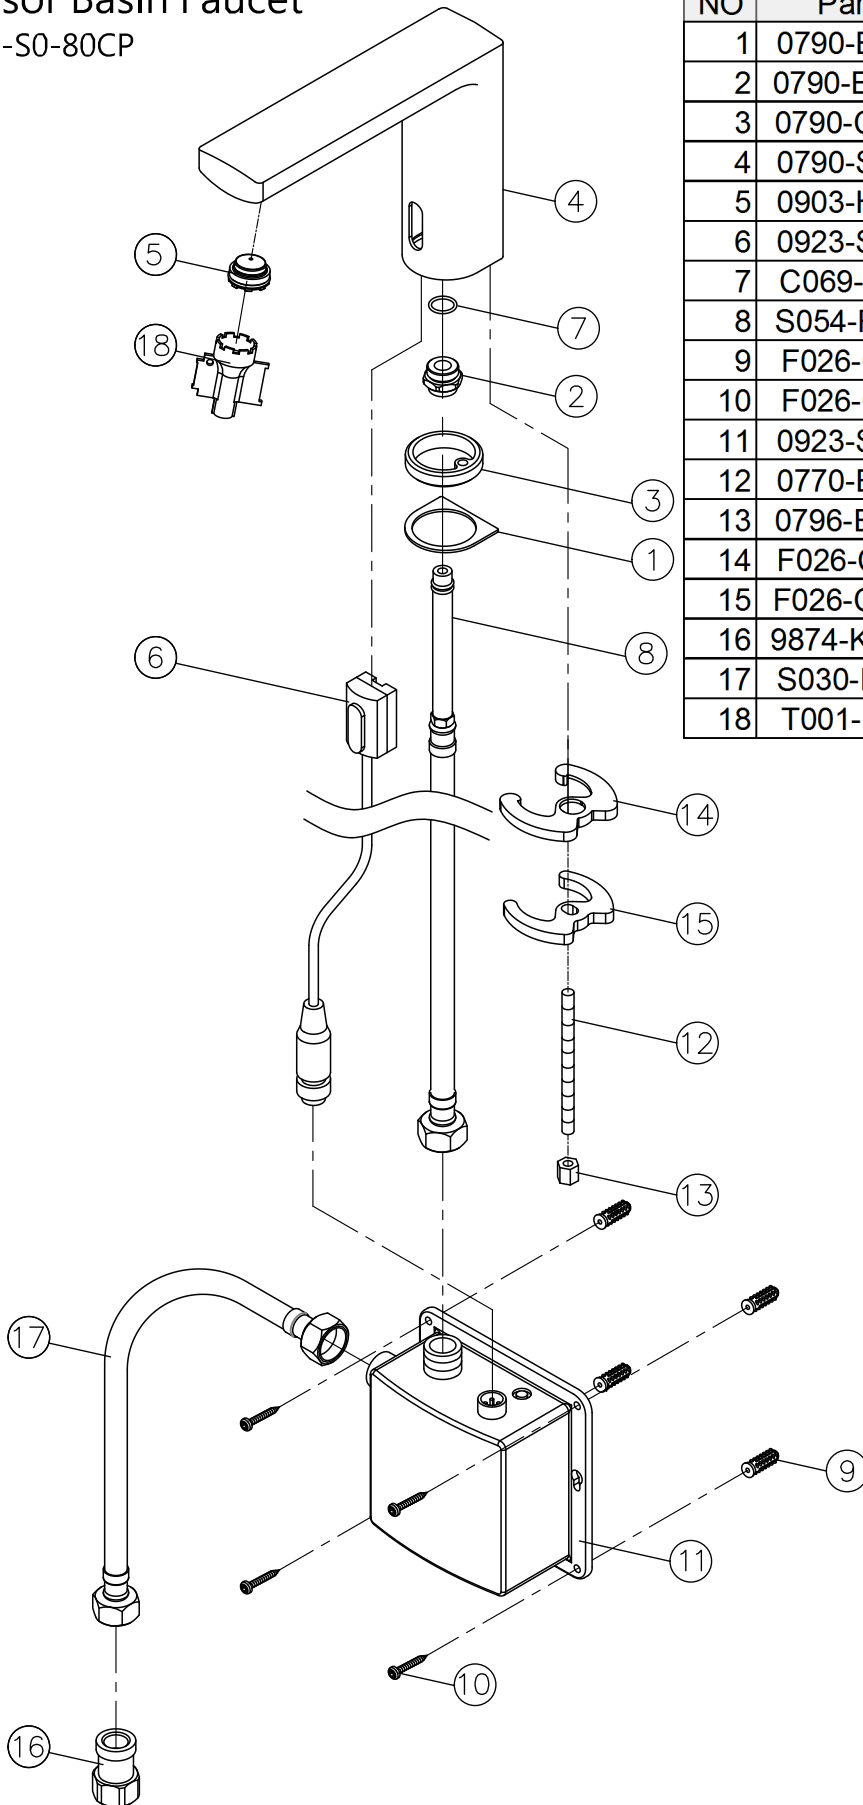 sor Basin Faucet
-S0-80CP
NO Par
1 0790-E
2 0790-E
3 0790-C
4 0790-S
5 0903-H
6 0923-S
7 C069-
8 S054-F
9 F026-
10 F026-
11 0923-S
12 0770-E
13 0796-E
14 F026-C
15 F026-C
16 9874-K
17 S030-
18 T001-
4
5
7
18
2
3
1
8
6
14
15
12
13
17
9
11
10
16